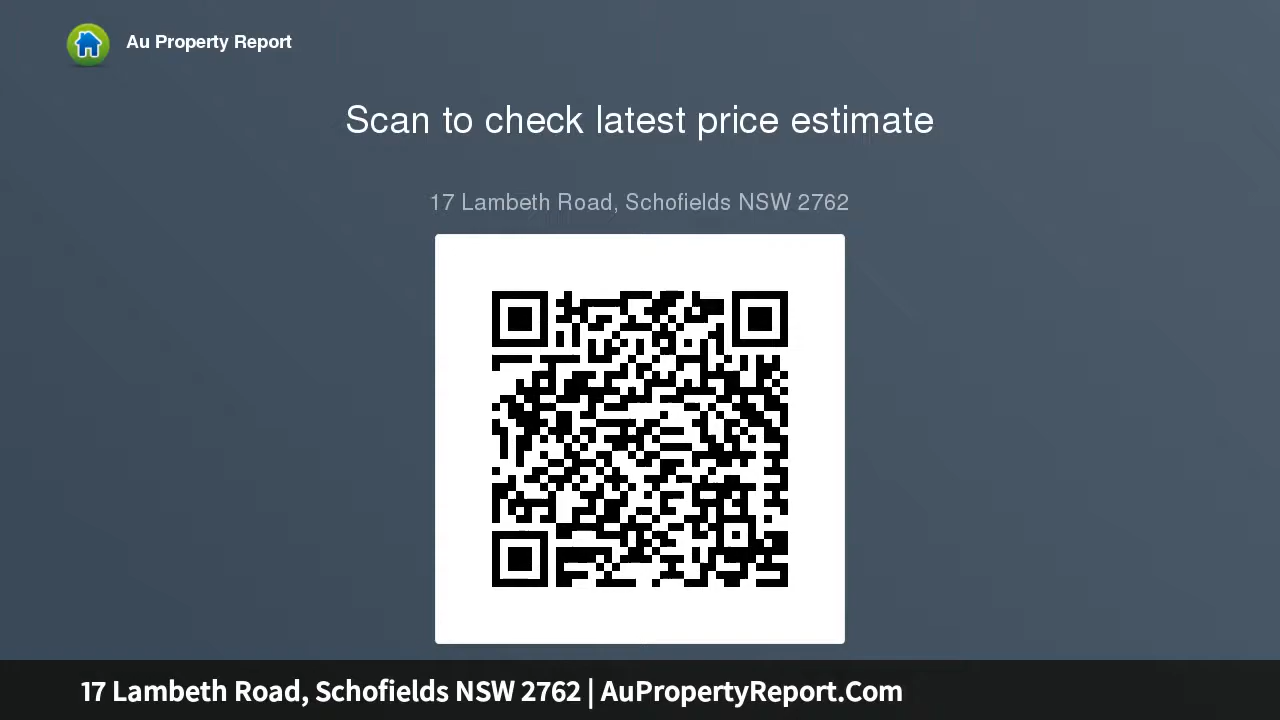 Au Property Report
Scan to check latest price estimate
17 Lambeth Road, Schofields NSW 2762
17 Lambeth Road, Schofields NSW 2762 | AuPropertyReport.Com